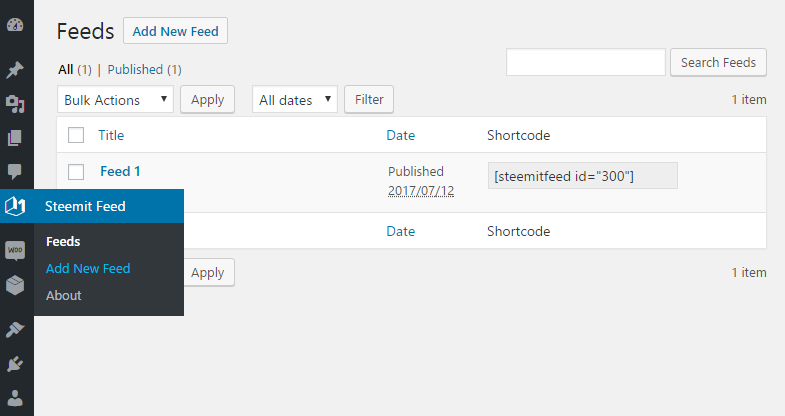 Feeds Add New Feed
All (1) | Published (1)
Search Feeds
Bulk Actions Apply All dates Filter 1 item
Title Date Shortcode
Feed 1 Published [steemitfeed id="300"]
2017/07/12
Steemit Feed
Date Shortcode
Feeds
WOO
Add New Feed Apply 1 item
About